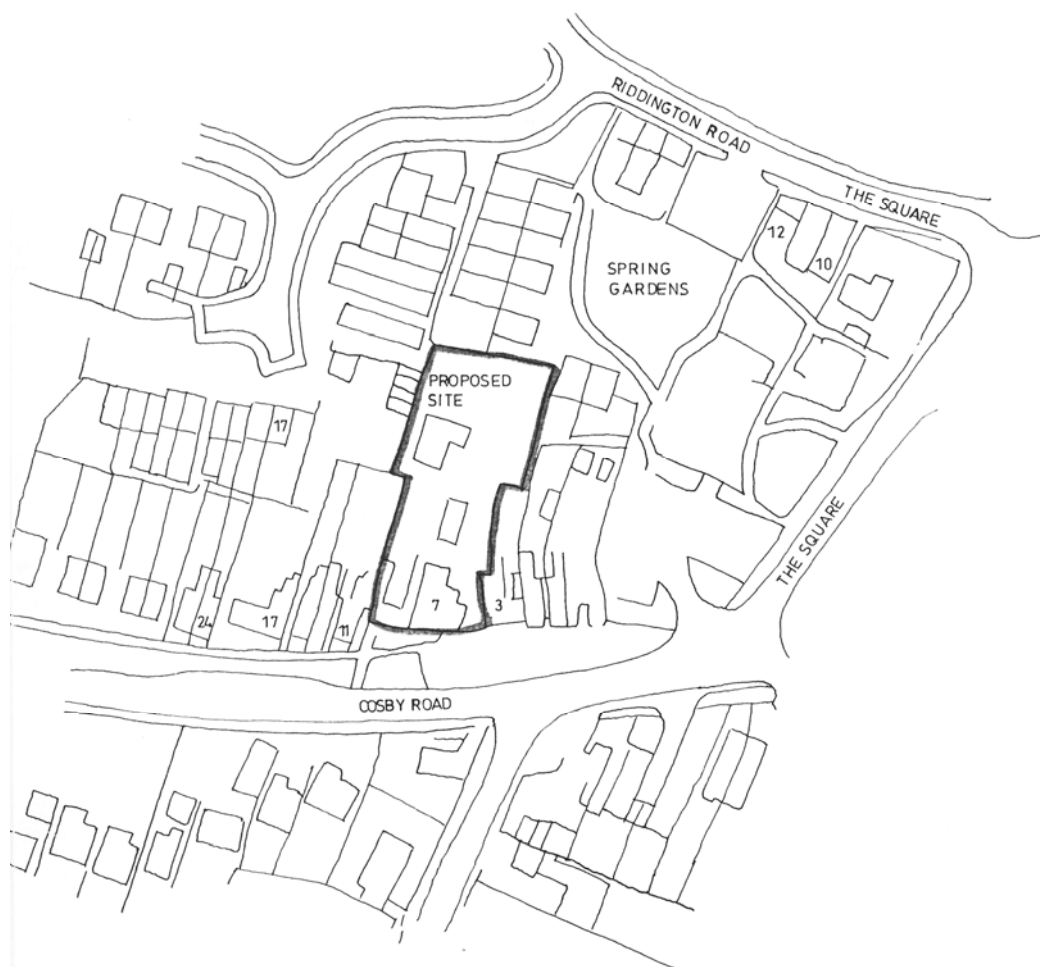 RIDDINGTON ROAD
THE SQUARE
12
10
SPRING
GARDENS
PROPOSED
SITE
17
THE SQUARE
24
17
11
7
3
COSBY ROAD